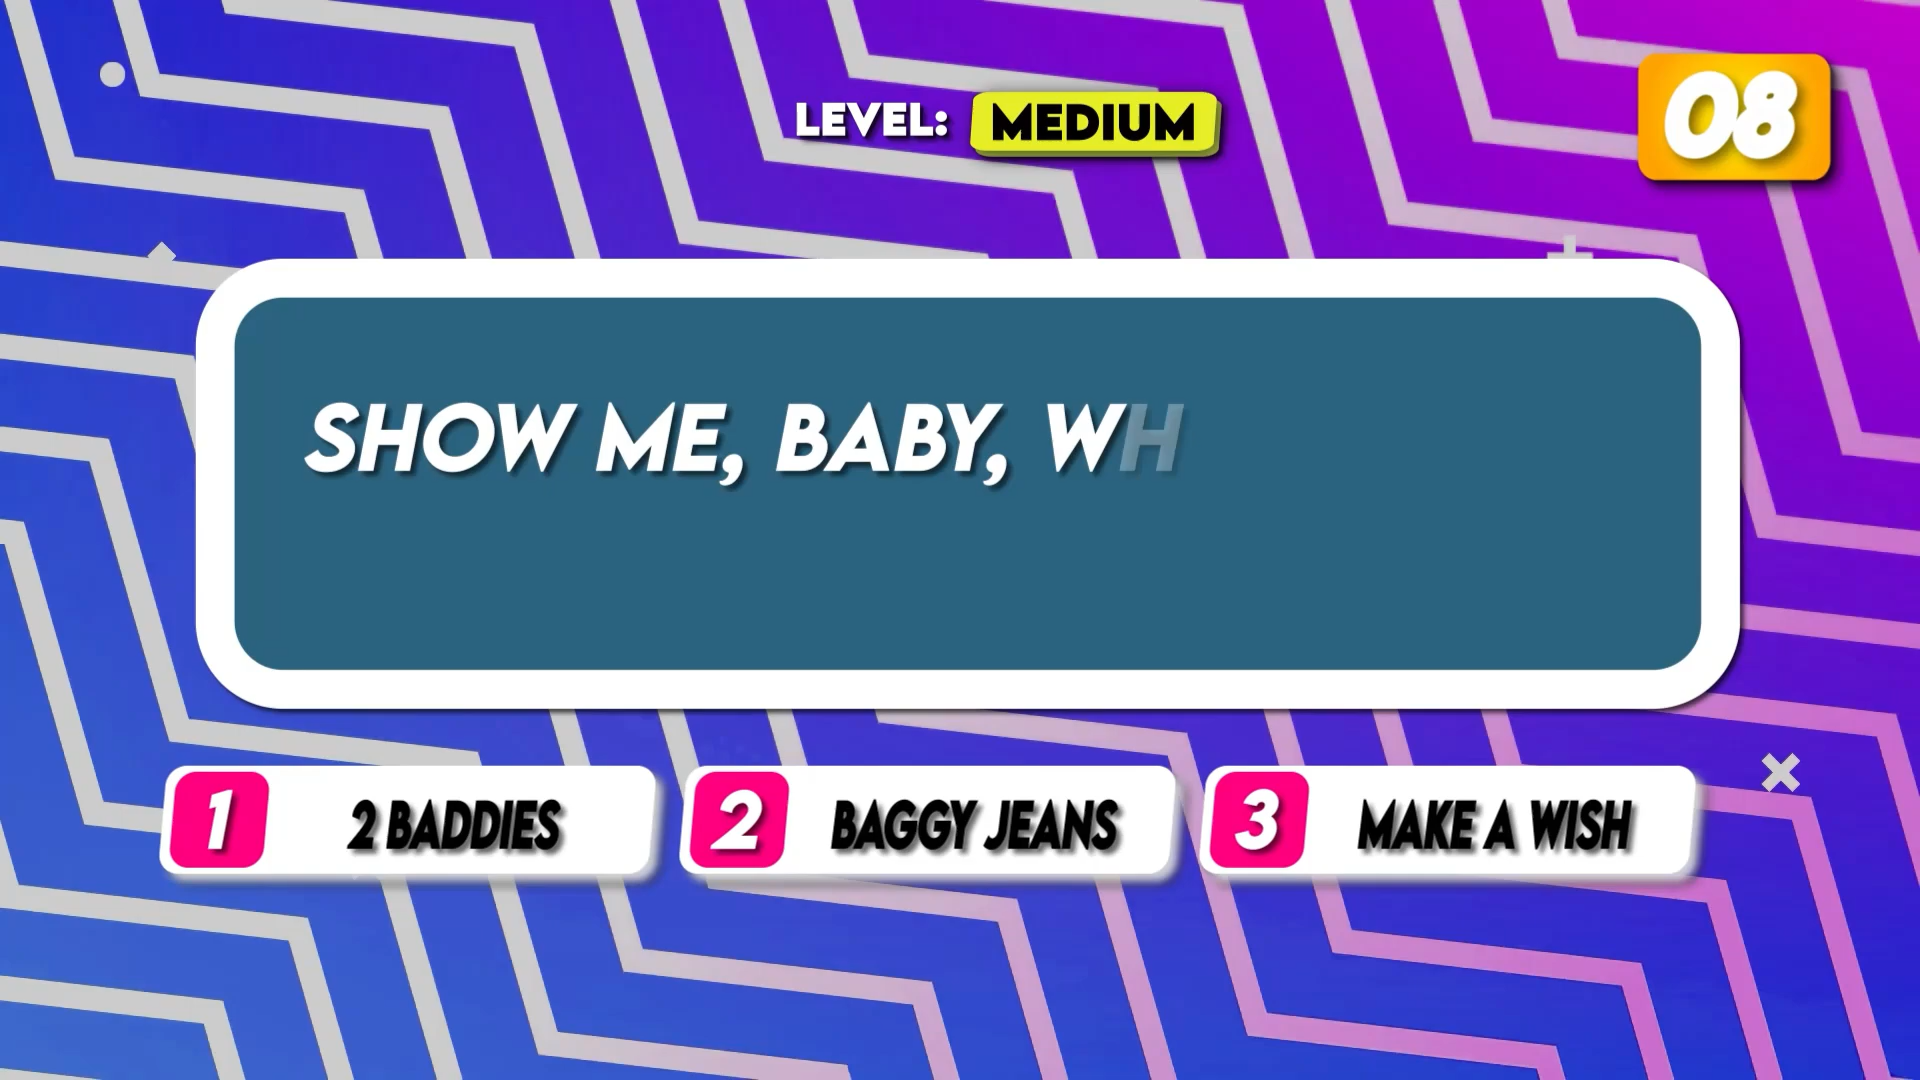 LEVEL: MEDIUM
08
SHOW ME, BABY, WH
1 2 BADDIES
2 BAGGY JEANS
3 MAKE A WISH